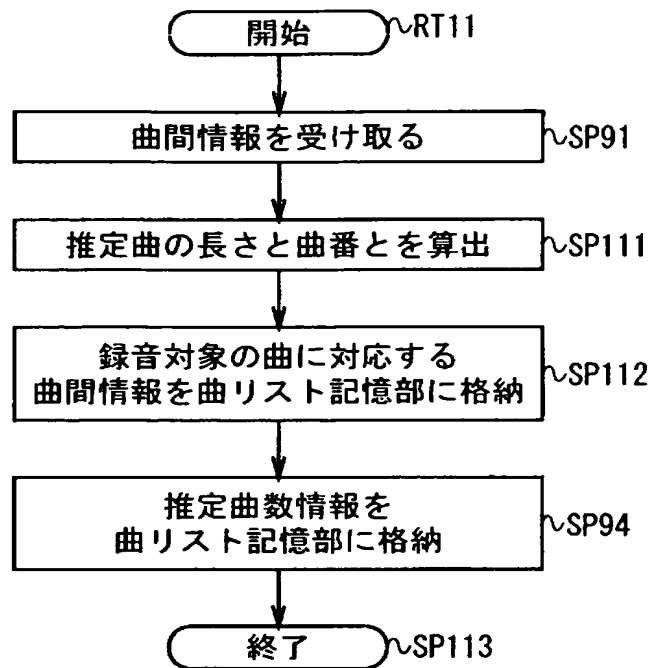 開始 RT11
曲間情報を受け取る SP91
推定曲の長さと曲番とを算出 SP111
録音対象の曲に対応する
曲間情報を曲リスト記憶部に格納 SP112
推定曲数情報を
曲リスト記憶部に格納 SP94
終了 SP113